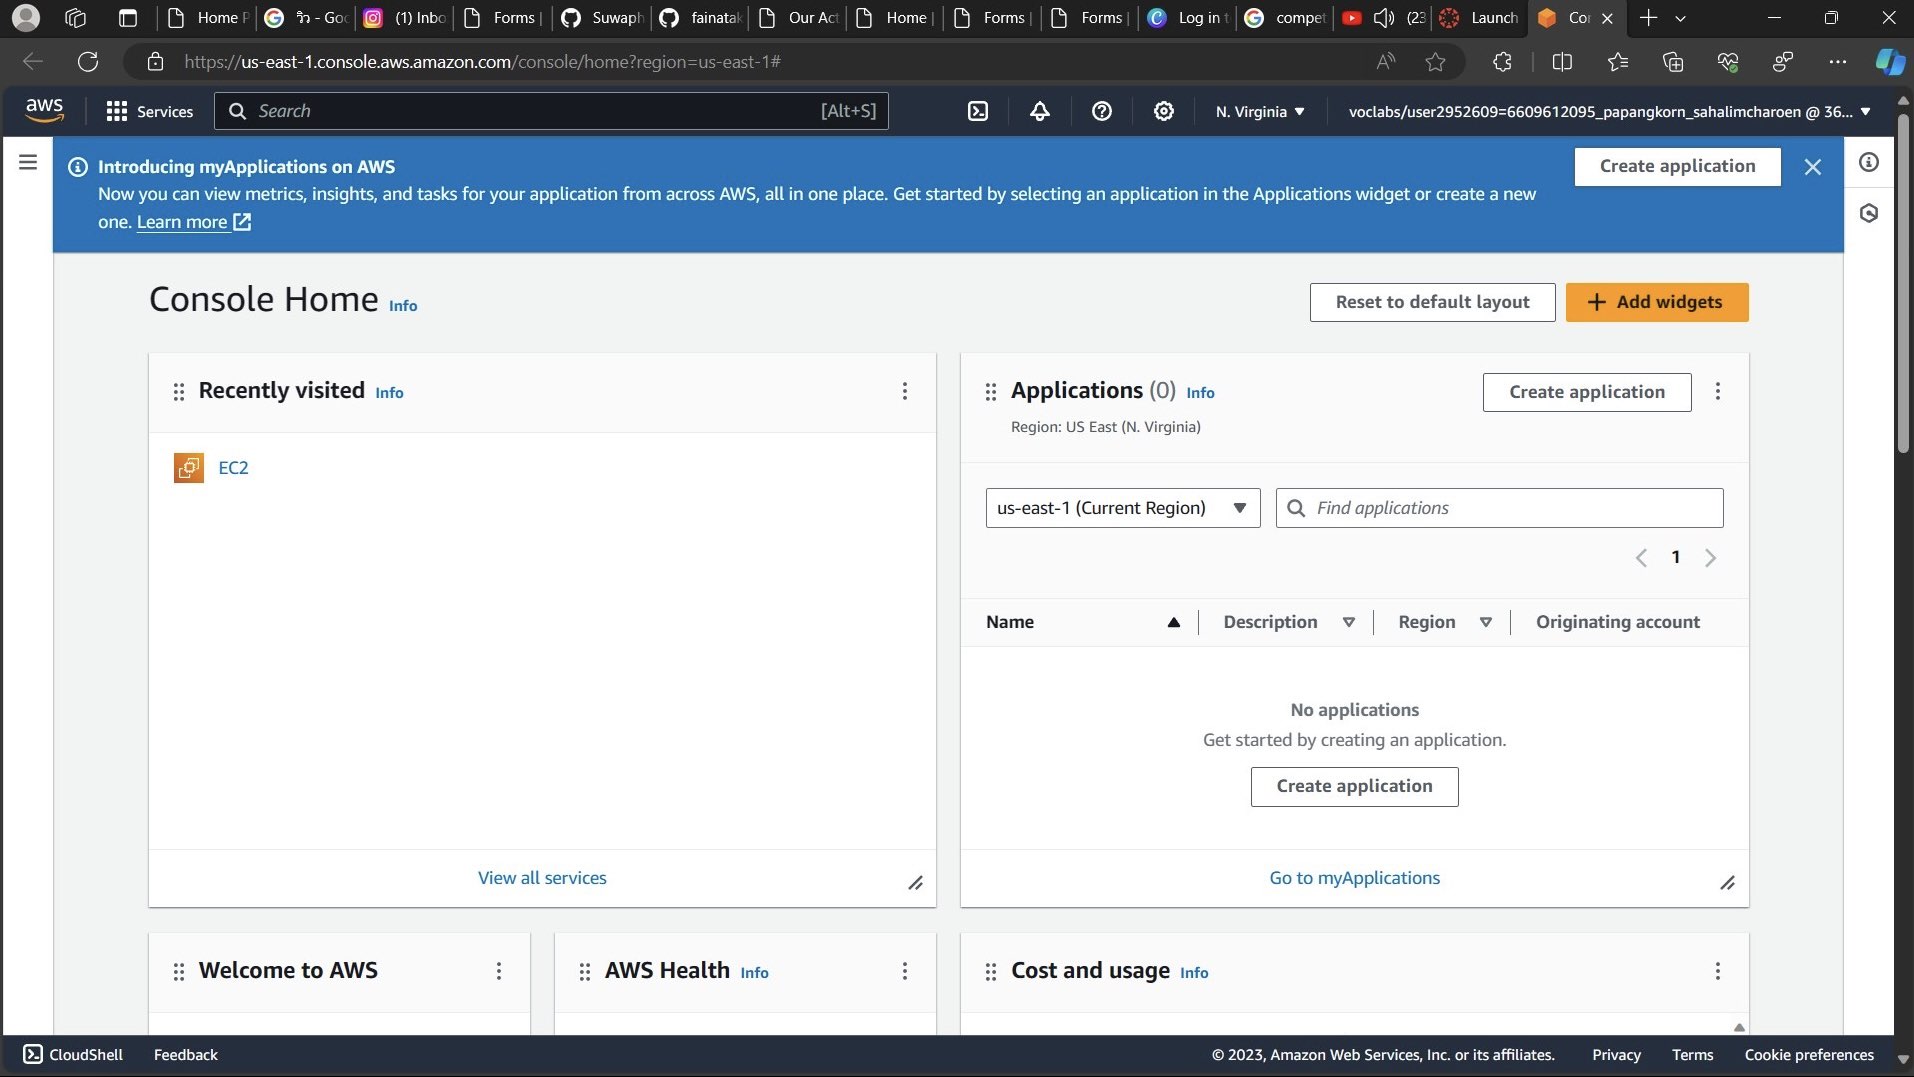 Home P
วิว - Goo
(1) Inbo
Forms |
Suwaph
fainatak
Our Act
Home |
Forms |
Forms |
Log in t
compet
(23
Launch
Co
https://us-east-1.console.aws.amazon.com/console/home?region=us-east-1#
aws
Services
Search
[Alt+S]
N. Virginia
voclabs/user2952609=6609612095_papangkorn_sahalimcharoen @ 36...
Introducing myApplications on AWS
Now you can view metrics, insights, and tasks for your application from across AWS, all in one place. Get started by selecting an application in the Applications widget or create a new
one. Learn more
Create application
Console Home Info
Reset to default layout
Add widgets
Recently visited Info
EC2
View all services
Applications (0) Info
Region: US East (N. Virginia)
Create application
us-east-1 (Current Region)
Find applications
1
Name
Description
Region
Originating account
No applications
Get started by creating an application.
Create application
Go to myApplications
Welcome to AWS
AWS Health Info
Cost and usage Info
CloudShell
Feedback
© 2023, Amazon Web Services, Inc. or its affiliates.
Privacy
Terms
Cookie preferences